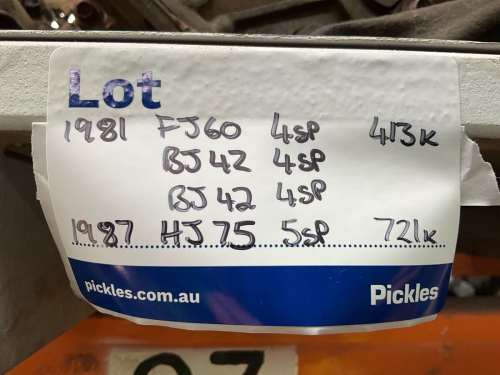 Lot
1981 FJ60 4SP 413K
BJ42 4SP
BJ42 4SP
1987 HJ75 5SP 721K
pickles.com.au Pickles